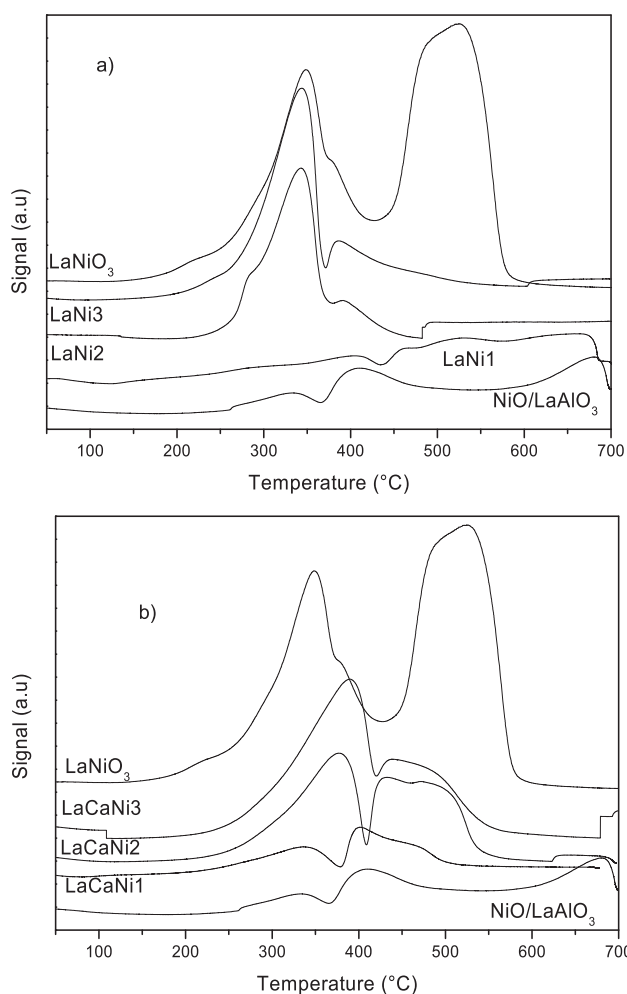 a)
Signal (a.u)
LaNiO3
LaNi3
LaNi2
LaNi1
NiO/LaAlO3
100 200 300 400 500 600 700
Temperature (°C)
b)
Signal (a.u)
LaNiO3
LaCaNi3
LaCaNi2
LaCaNi1
NiO/LaAlO3
100 200 300 400 500 600 700
Temperature (°C)